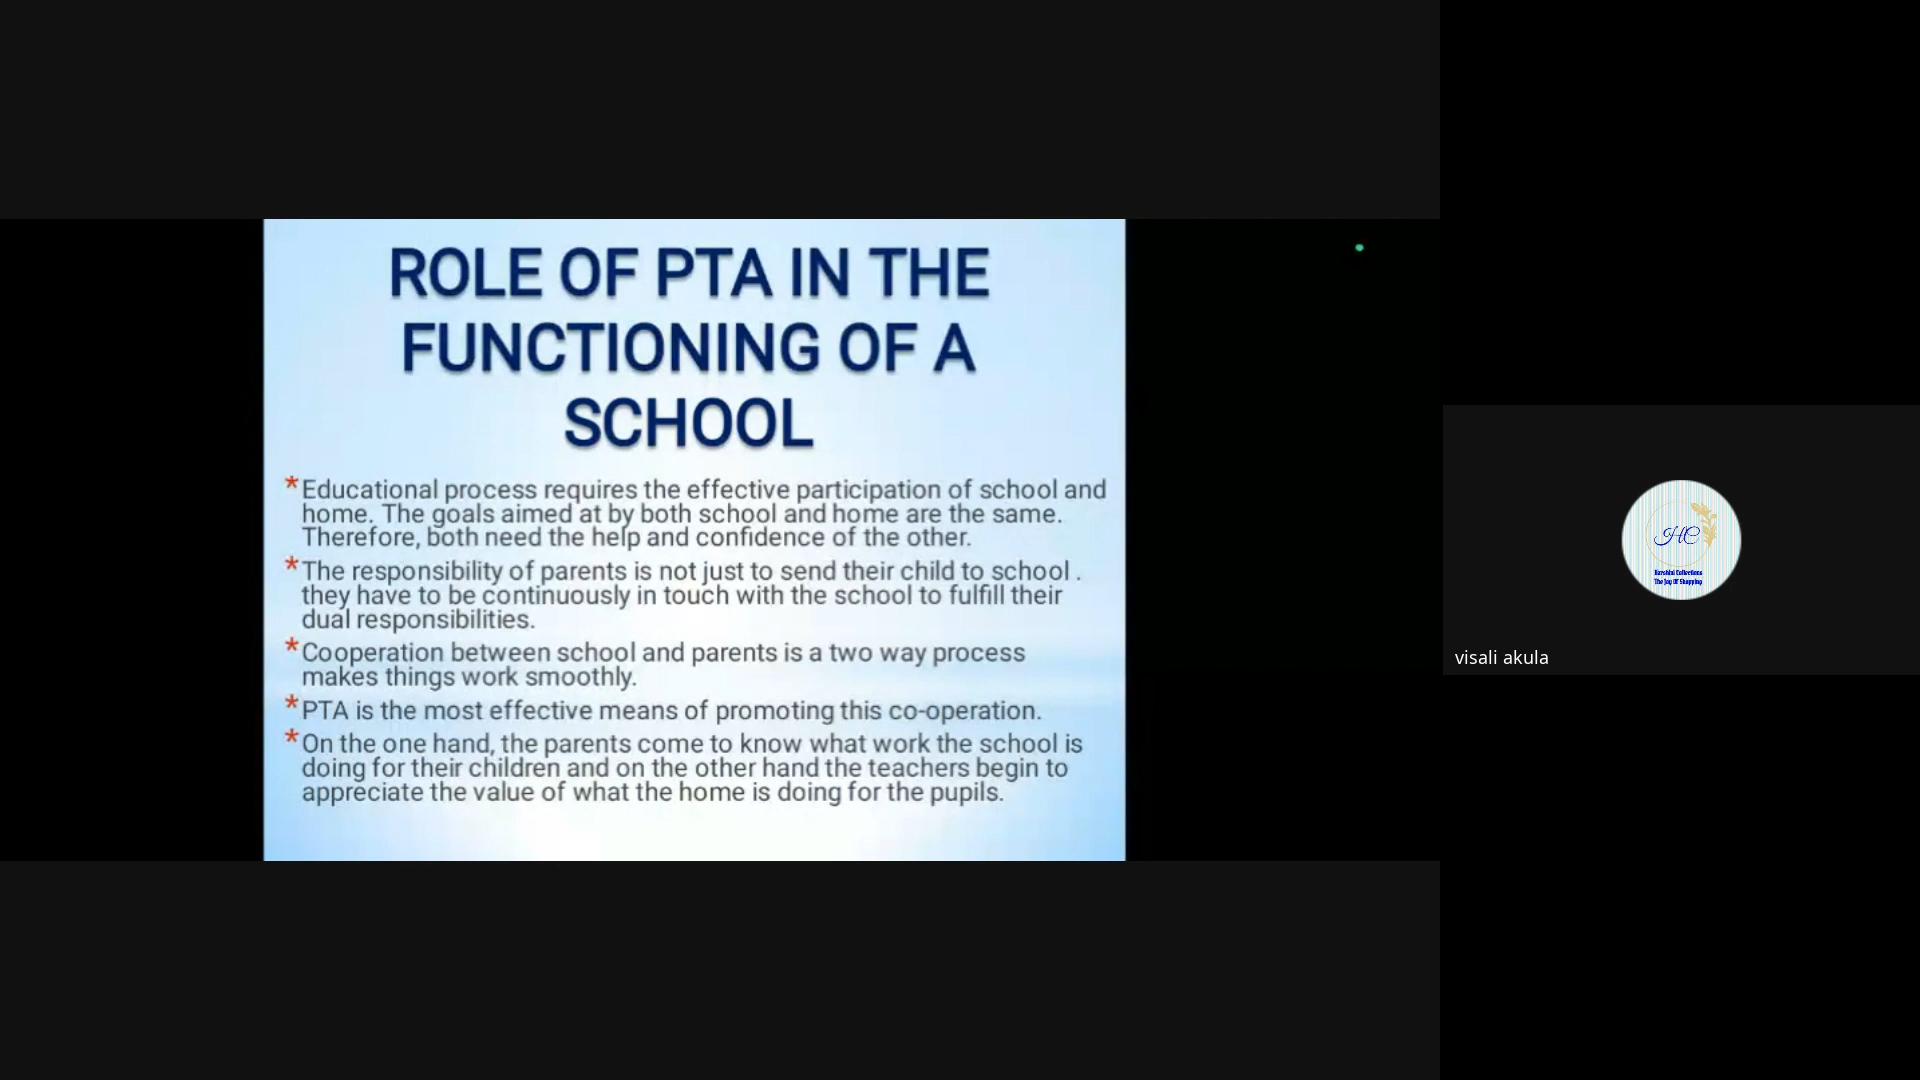 ROLE OF PTA IN THE
FUNCTIONING OF A
SCHOOL
*Educational process requires the effective participation of school and
home. The goals aimed at by both school and home are the same.
Therefore, both need the help and confidence of the other.
*The responsibility of parents is not just to send their child to school .
they have to be continuously in touch with the school to fulfill their
dual responsibilities.
*Cooperation between school and parents is a two way process
makes things work smoothly.
*PTA is the most effective means of promoting this co-operation.
*On the one hand, the parents come to know what work the school is
doing for their children and on the other hand the teachers begin to
appreciate the value of what the home is doing for the pupils.
HC
Harshini Collections
The Joy Of Shopping
visali akula